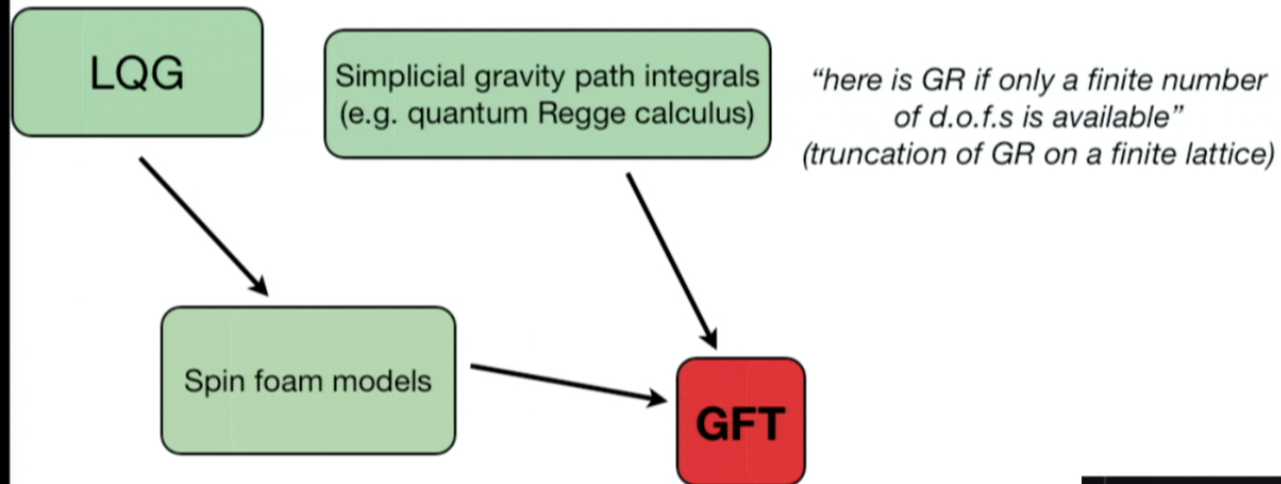 LQG
Simplicial gravity path integrals
(e.g. quantum Regge calculus)
“here is GR if only a finite number
of d.o.f.s is available”
(truncation of GR on a finite lattice)
Spin foam models
GFT